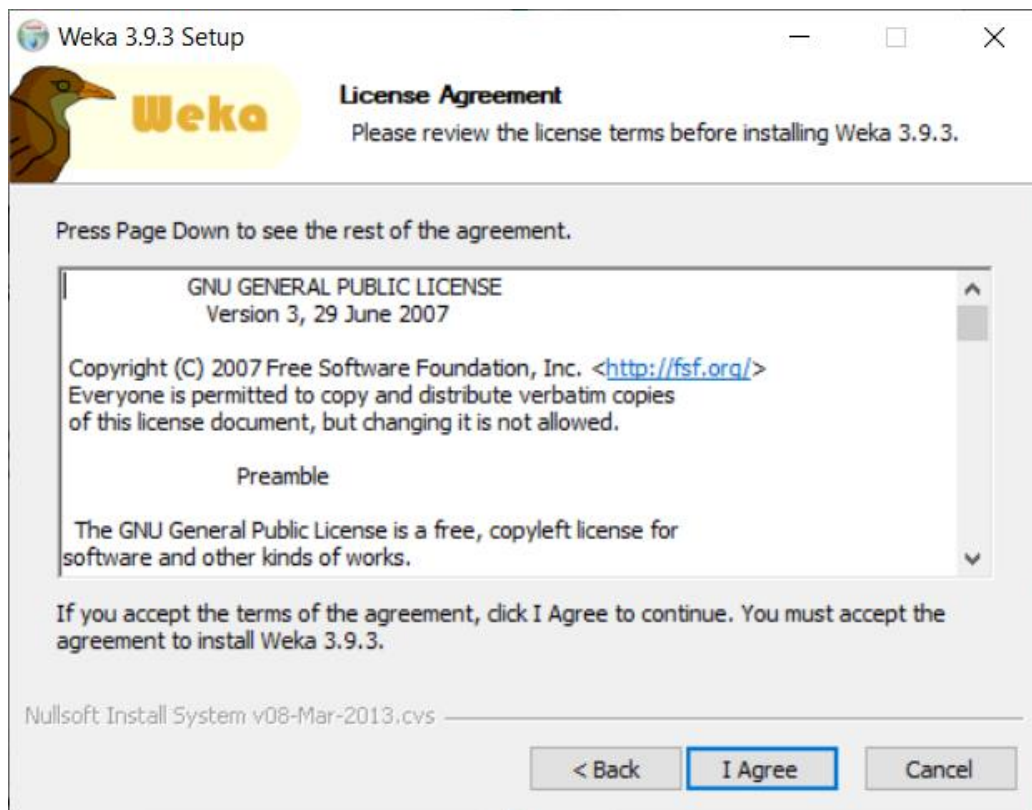 Weka 3.9.3 Setup
Weka
License Agreement
Please review the license terms before installing Weka 3.9.3.
Press Page Down to see the rest of the agreement.
GNU GENERAL PUBLIC LICENSE
Version 3, 29 June 2007
Copyright (C) 2007 Free Software Foundation, Inc. <http://fsf.org/>
Everyone is permitted to copy and distribute verbatim copies
of this license document, but changing it is not allowed.
Preamble
The GNU General Public License is a free, copyleft license for
software and other kinds of works.
If you accept the terms of the agreement, click I Agree to continue. You must accept the
agreement to install Weka 3.9.3.
Nullsoft Install System v08-Mar-2013.cvs
< Back I Agree Cancel